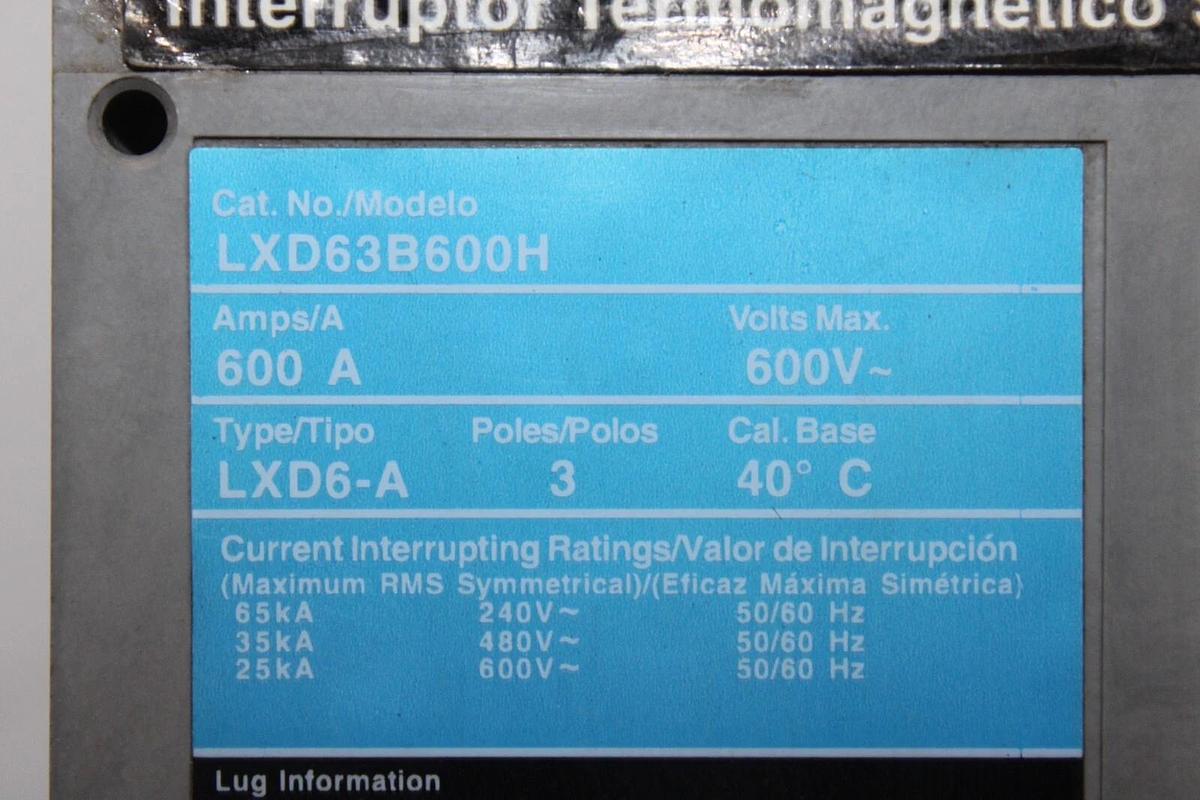 Interruptor Termomagnético
Cat. No./Modelo
LXD63B600H
Amps/A Volts Max.
600 A 600V~
Type/Tipo Poles/Polos Cal. Base
LXD6-A 3 40° C
Current Interrupting Ratings/Valor de Interrupción
(Maximum RMS Symmetrical)/(Eficaz Máxima Simétrica)
65kA 240V~ 50/60 Hz
35kA 480V~ 50/60 Hz
25kA 600V~ 50/60 Hz
Lug Information